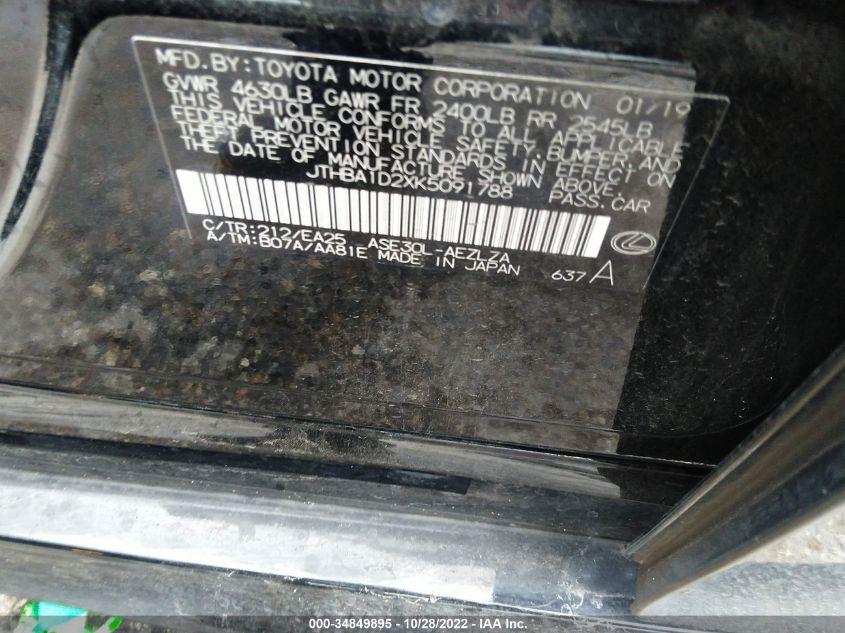 MFD. BY: TOYOTA MOTOR CORPORATION 01/19
GVWR 4630LB GAWR FR 2400LB RR 2545LB
THIS VEHICLE CONFORMS TO ALL APPLICABLE
FEDERAL MOTOR VEHICLE SAFETY, BUMPER, AND
THEFT PREVENTION STANDARDS IN EFFECT ON
THE DATE OF MANUFACTURE SHOWN ABOVE.
JTHBA1D2XK5091788 PASS.CAR
C/TR:212/EA25 ASE30L-AEZLZA
A/TM:B07A/AA81E MADE IN JAPAN 637 A
000-34849895 - 10/28/2022 - IAA Inc.